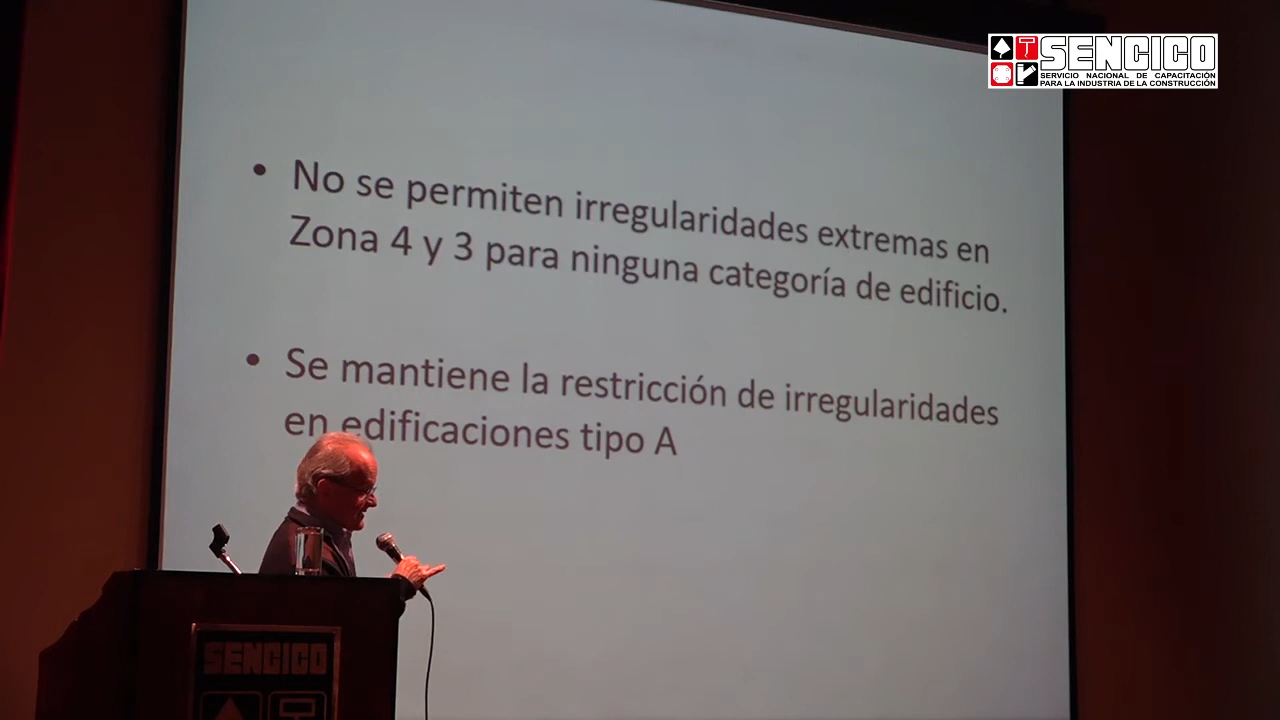 SENCICO
SERVICIO NACIONAL DE CAPACITACIÓN
PARA LA INDUSTRIA DE LA CONSTRUCCIÓN
• No se permiten irregularidades extremas en
Zona 4 y 3 para ninguna categoría de edificio.
• Se mantiene la restricción de irregularidades
en edificaciones tipo A
SENCICO